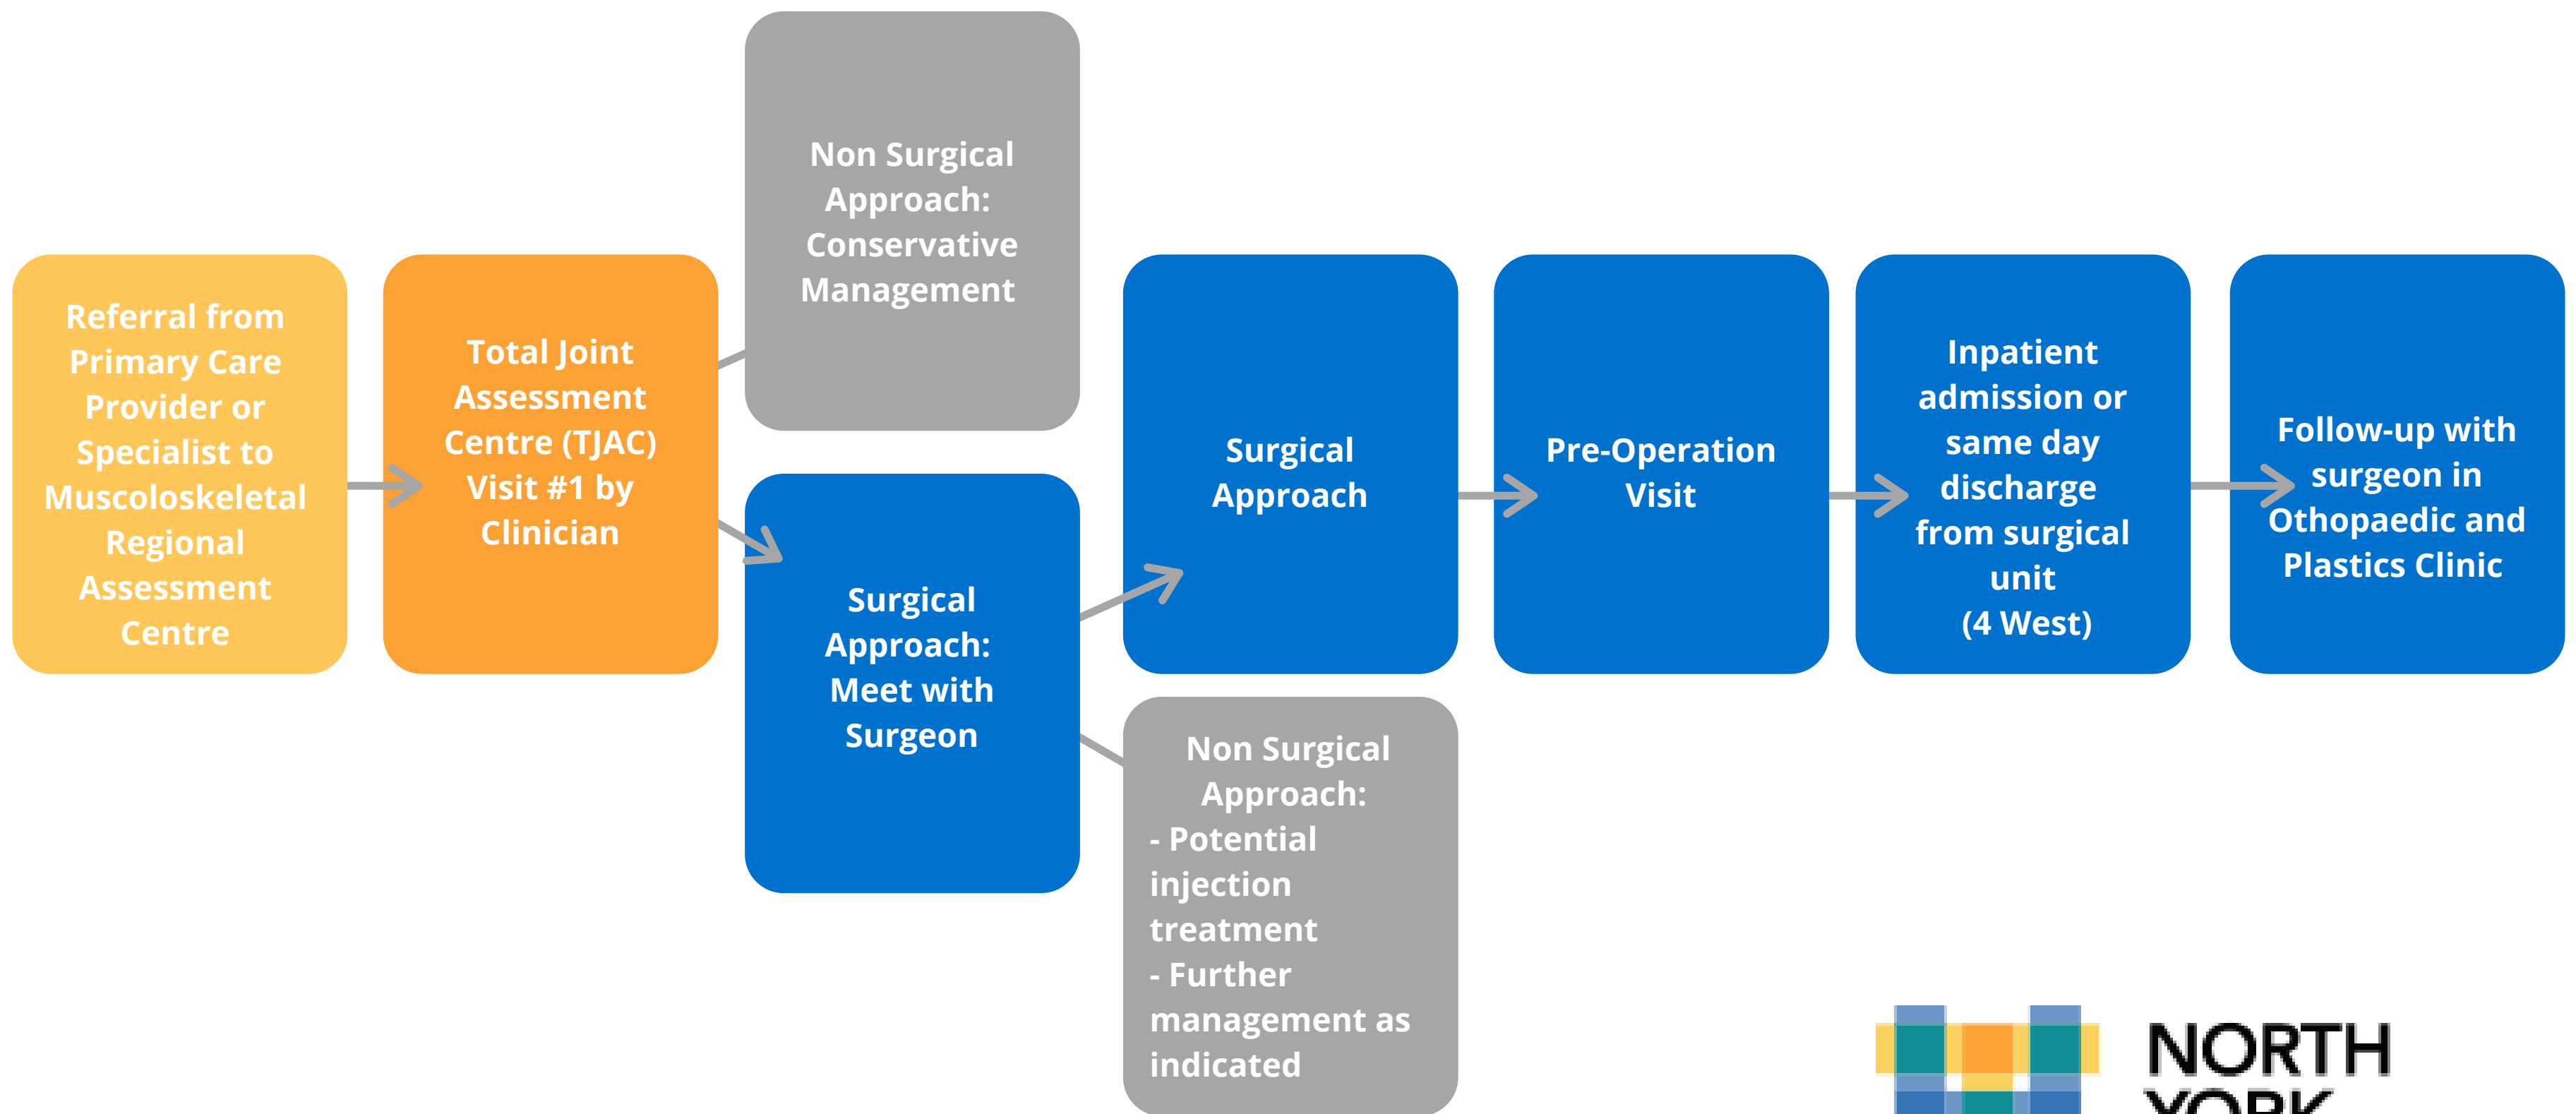 Referral from
Primary Care
Provider or
Specialist to
Muscoloskeletal
Regional
Assessment
Centre
Total Joint
Assessment
Centre (TJAC)
Visit #1 by
Clinician
Non Surgical
Approach:
Conservative
Management
Surgical
Approach:
Meet with
Surgeon
Surgical
Approach
Non Surgical
Approach:
- Potential
injection
treatment
- Further
management as
indicated
Pre-Operation
Visit
Inpatient
admission or
same day
discharge
from surgical
unit
(4 West)
Follow-up with
surgeon in
Othopaedic and
Plastics Clinic
NORTH
YORK